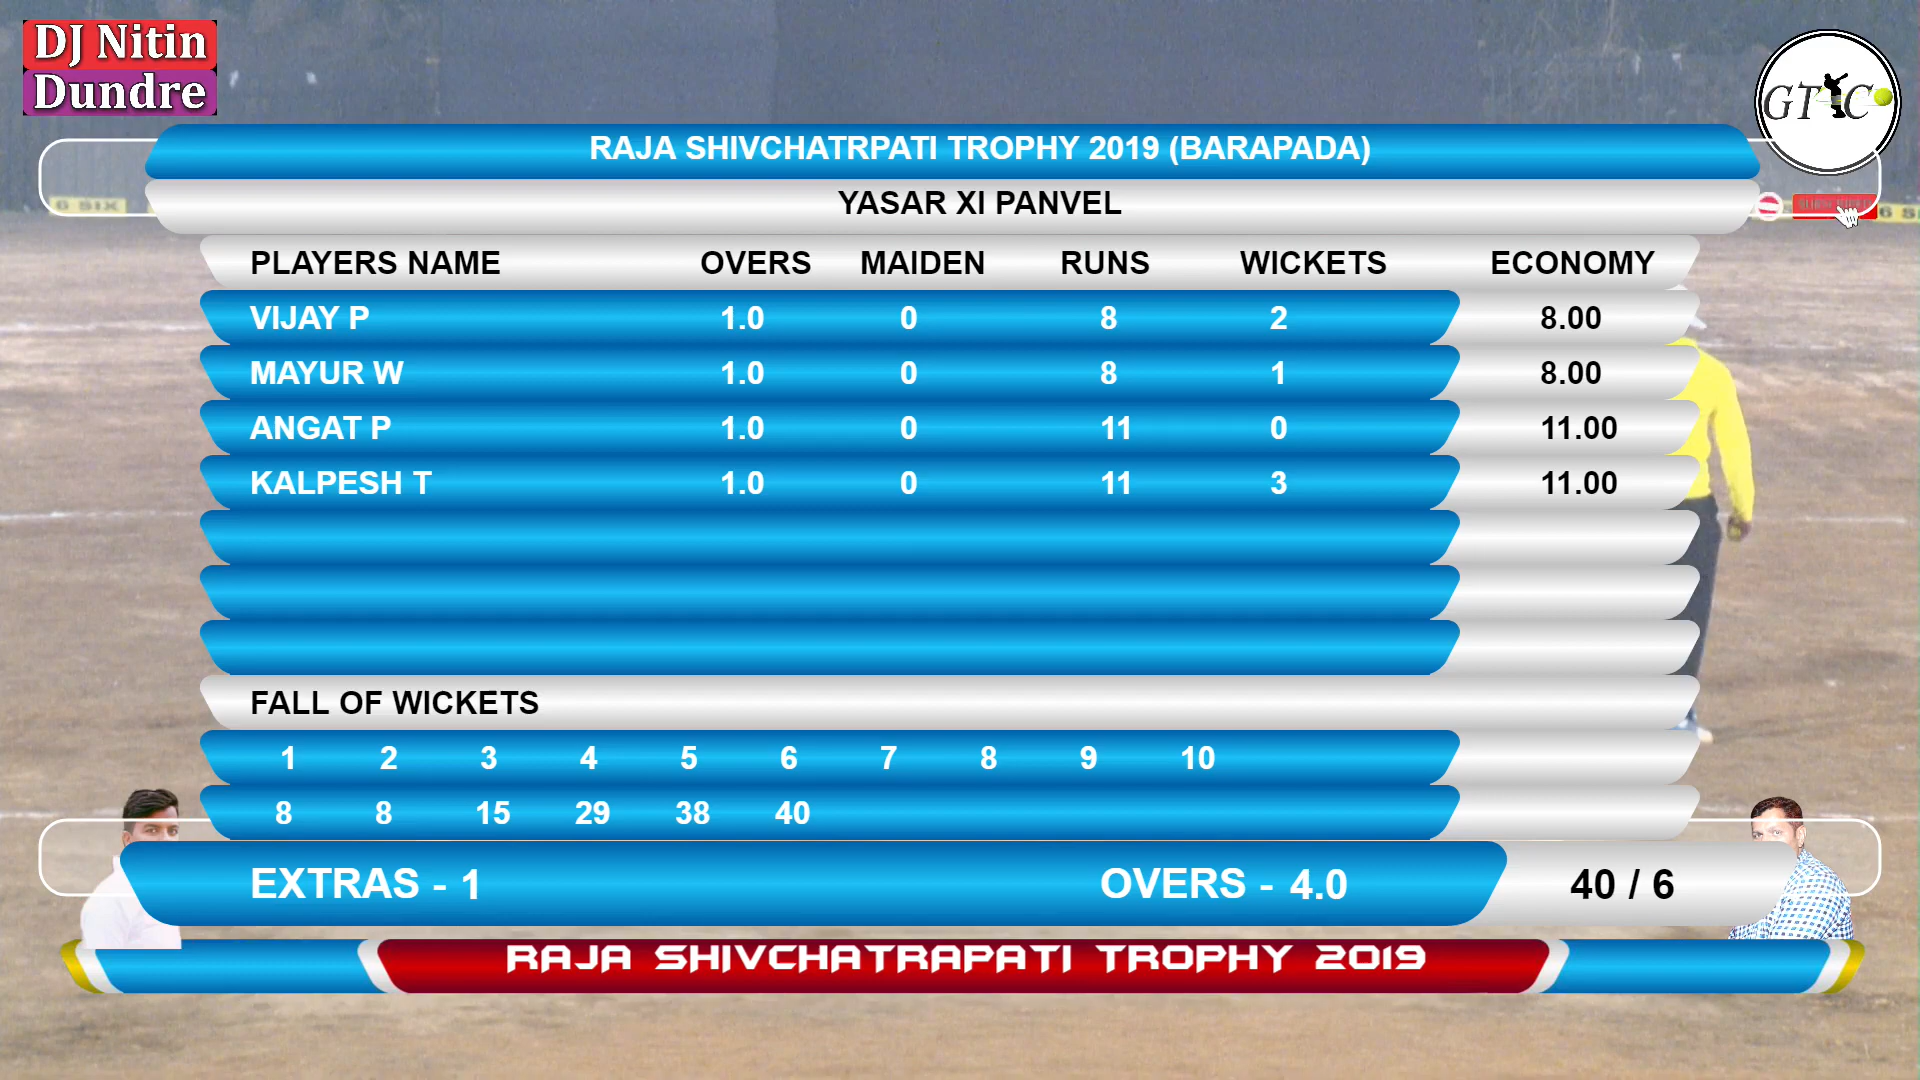 DJ Nitin
Dundre
GTC
RAJA SHIVCHATRPATI TROPHY 2019 (BARAPADA)
YASAR XI PANVEL
6 SIX
PLAYERS NAME OVERS MAIDEN RUNS WICKETS ECONOMY
VIJAY P 1.0 0 8 2 8.00
MAYUR W 1.0 0 8 1 8.00
ANGAT P 1.0 0 11 0 11.00
KALPESH T 1.0 0 11 3 11.00
FALL OF WICKETS
1 2 3 4 5 6 7 8 9 10
8 8 15 29 38 40
EXTRAS - 1 OVERS - 4.0 40 / 6
RAJA SHIVCHATRAPATI TROPHY 2019